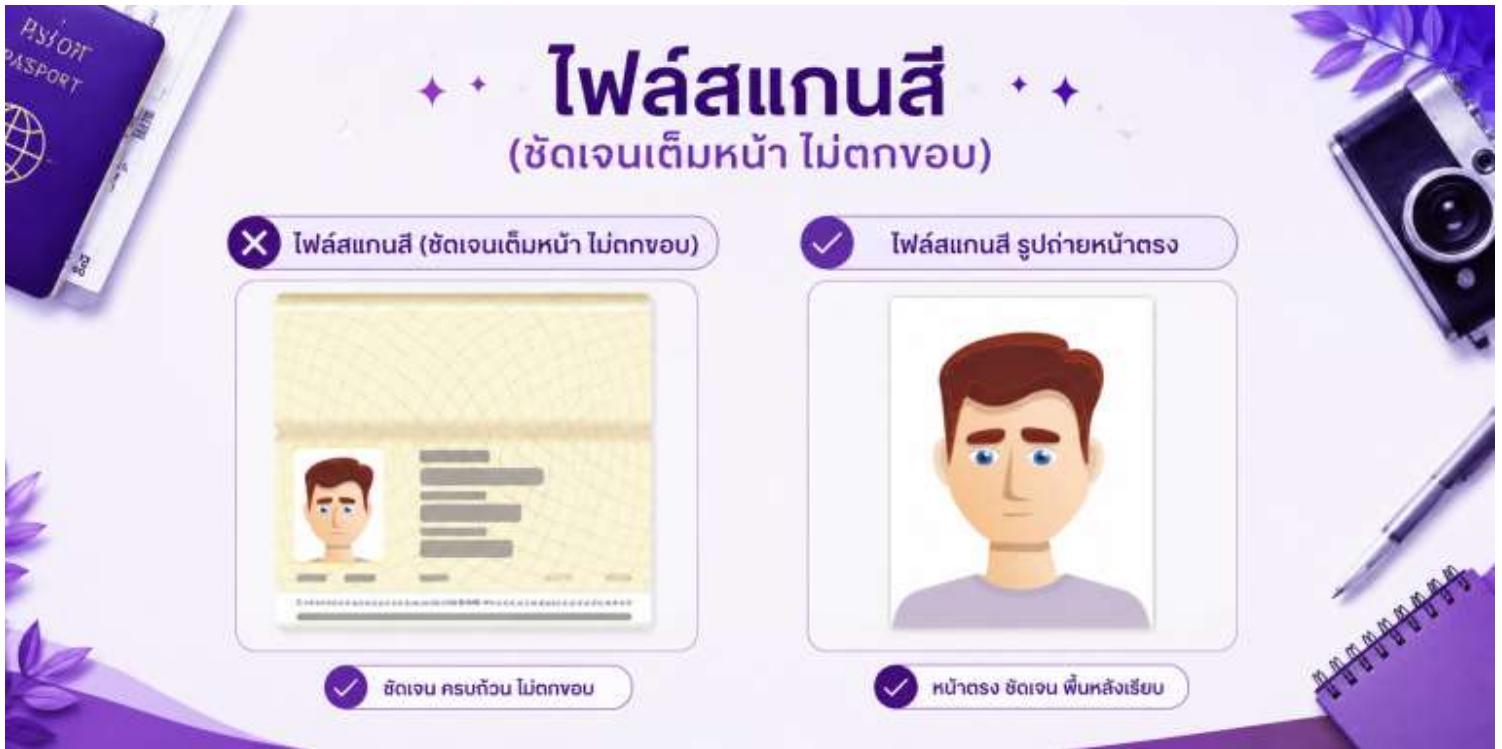 PASPORT
ไฟล์สแกนสี
(ชัดเจนเต็มหน้า ไม่ตกขอบ)
ไฟล์สแกนสี (ชัดเจนเต็มหน้า ไม่ตกขอบ)
ไฟล์สแกนสี รูปถ่ายหน้าตรง
ชัดเจน ครบถ้วน ไม่ตกขอบ
หน้าตรง ชัดเจน พื้นหลังเรียบ